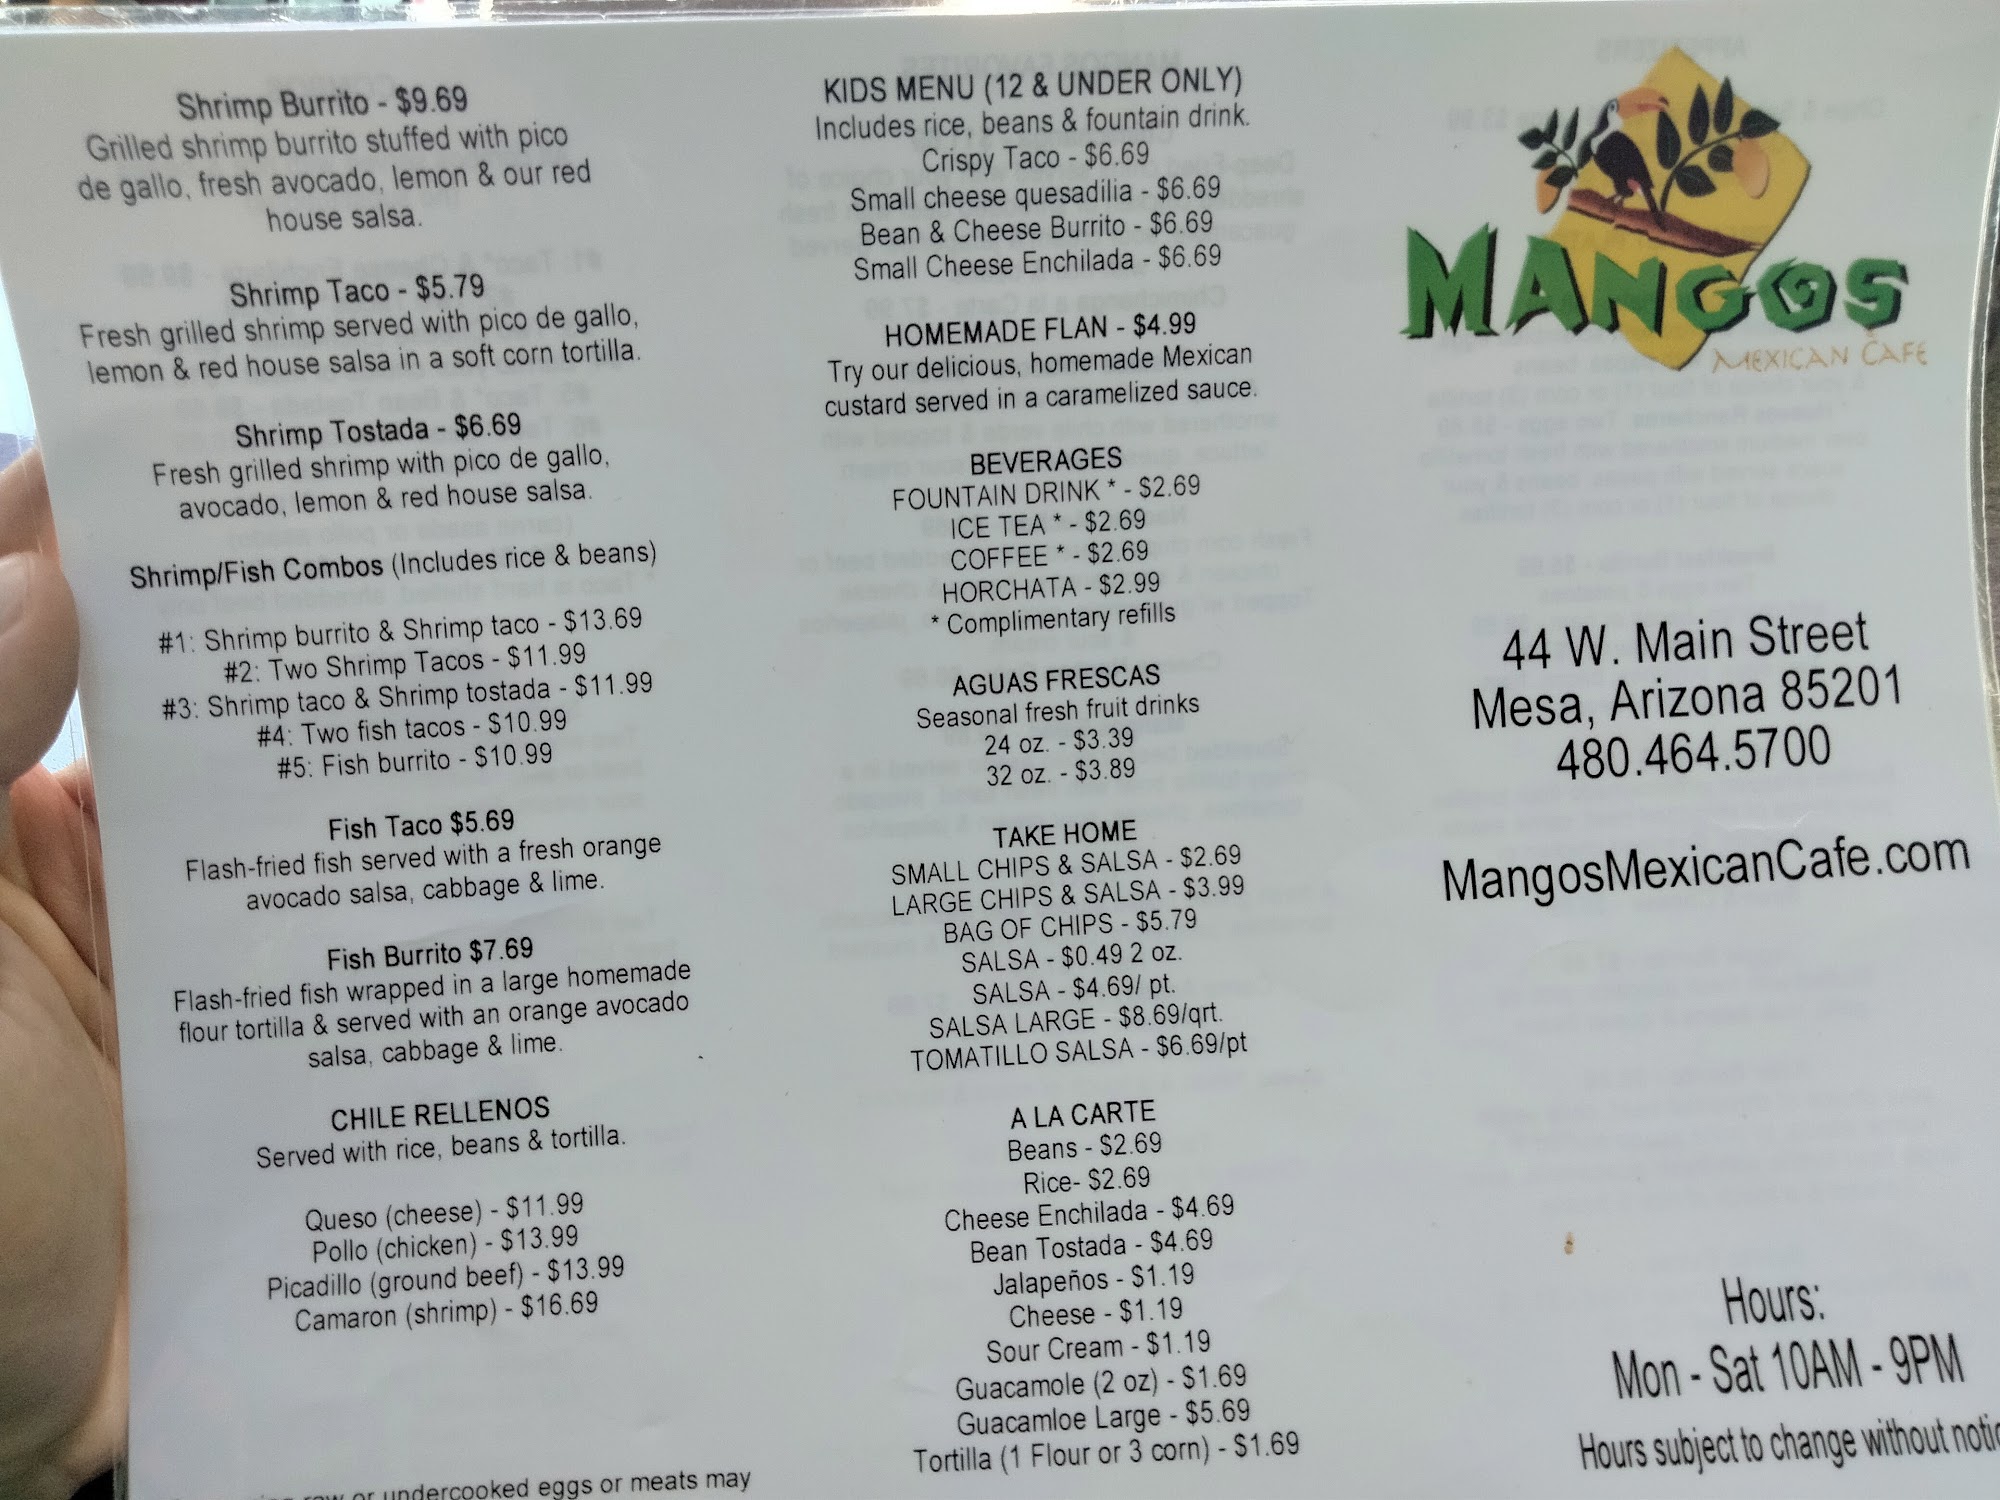 Shrimp Burrito - $9.69
Grilled shrimp burrito stuffed with pico
de gallo, fresh avocado, lemon & our red
house salsa.
Shrimp Taco - $5.79
Fresh grilled shrimp served with pico de gallo,
lemon & red house salsa in a soft corn tortilla.
Shrimp Tostada - $6.69
Fresh grilled shrimp with pico de gallo,
avocado, lemon & red house salsa.
Shrimp/Fish Combos (Includes rice & beans)
#1: Shrimp burrito & Shrimp taco - $13.69
#2: Two Shrimp Tacos - $11.99
#3: Shrimp taco & Shrimp tostada - $11.99
#4: Two fish tacos - $10.99
#5: Fish burrito - $10.99
Fish Taco $5.69
Flash-fried fish served with a fresh orange
avocado salsa, cabbage & lime.
Fish Burrito $7.69
Flash-fried fish wrapped in a large homemade
flour tortilla & served with an orange avocado
salsa, cabbage & lime.
CHILE RELLENOS
Served with rice, beans & tortilla.
Queso (cheese) - $11.99
Pollo (chicken) - $13.99
Picadillo (ground beef) - $13.99
Camaron (shrimp) - $16.69
raw or undercooked eggs or meats may
KIDS MENU (12 & UNDER ONLY)
Includes rice, beans & fountain drink.
Crispy Taco - $6.69
Small cheese quesadilia - $6.69
Bean & Cheese Burrito - $6.69
Small Cheese Enchilada - $6.69
HOMEMADE FLAN - $4.99
Try our delicious, homemade Mexican
custard served in a caramelized sauce.
BEVERAGES
FOUNTAIN DRINK * - $2.69
ICE TEA * - $2.69
COFFEE * - $2.69
HORCHATA - $2.99
* Complimentary refills
AGUAS FRESCAS
Seasonal fresh fruit drinks
24 oz. - $3.39
32 oz. - $3.89
TAKE HOME
SMALL CHIPS & SALSA - $2.69
LARGE CHIPS & SALSA - $3.99
BAG OF CHIPS - $5.79
SALSA - $0.49 2 oz.
SALSA - $4.69/ pt.
SALSA LARGE - $8.69/qrt.
TOMATILLO SALSA - $6.69/pt
A LA CARTE
Beans - $2.69
Rice- $2.69
Cheese Enchilada - $4.69
Bean Tostada - $4.69
Jalapeños - $1.19
Cheese - $1.19
Sour Cream - $1.19
Guacamole (2 oz) - $1.69
Guacamloe Large - $5.69
Tortilla (1 Flour or 3 corn) - $1.69
MANGOS
MEXICAN CAFE
44 W. Main Street
Mesa, Arizona 85201
480.464.5700
MangosMexicanCafe.com
Hours:
Mon - Sat 10AM - 9PM
Hours subject to change without